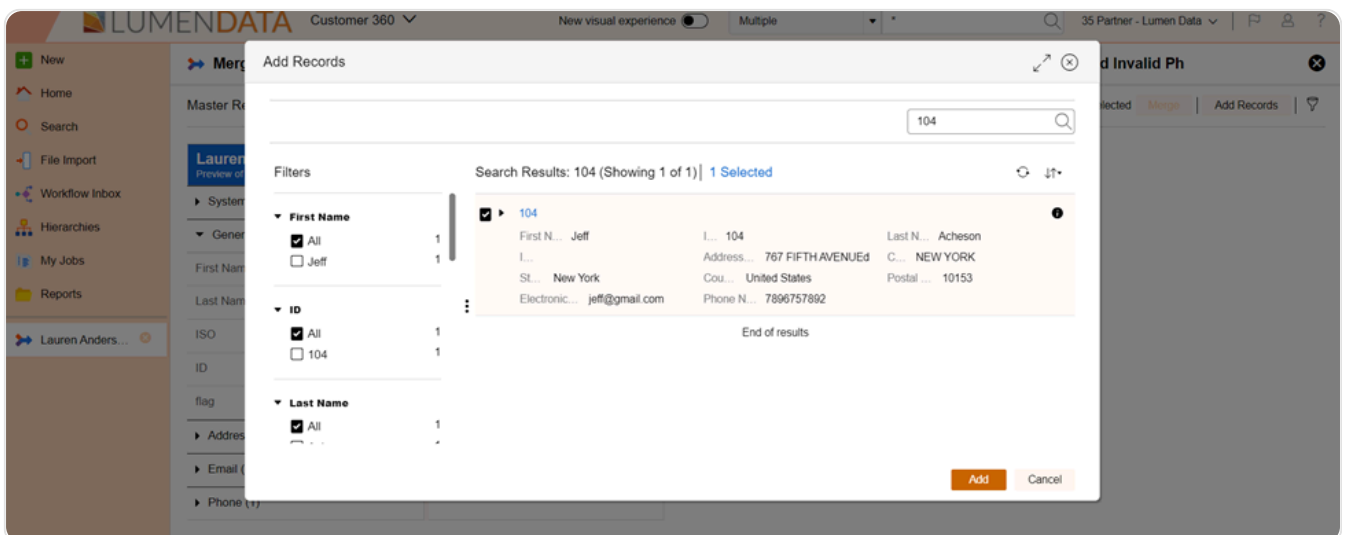 LUMENDATA Customer 360 New visual experience Multiple * 35 Partner - Lumen Data ?
New
Home
Search
File Import
Workflow Inbox
Hierarchies
My Jobs
Reports
Lauren Anders...
Merg
d Invalid Ph
Master Re
lected Merge | Add Records |
Lauren
Preview of
System
Gener
First Nam
Last Nam
ISO
ID
flag
Addres
Email (
Phone (1)
Add Records
104
Filters
First Name
All 1
Jeff 1
ID
All 1
104 1
Last Name
All 1
Search Results: 104 (Showing 1 of 1) | 1 Selected
104
First N... Jeff I... 104 Last N... Acheson
I... Address... 767 FIFTH AVENUEd C... NEW YORK
St... New York Cou... United States Postal ... 10153
Electronic... jeff@gmail.com Phone N... 7896757892
End of results
Add Cancel